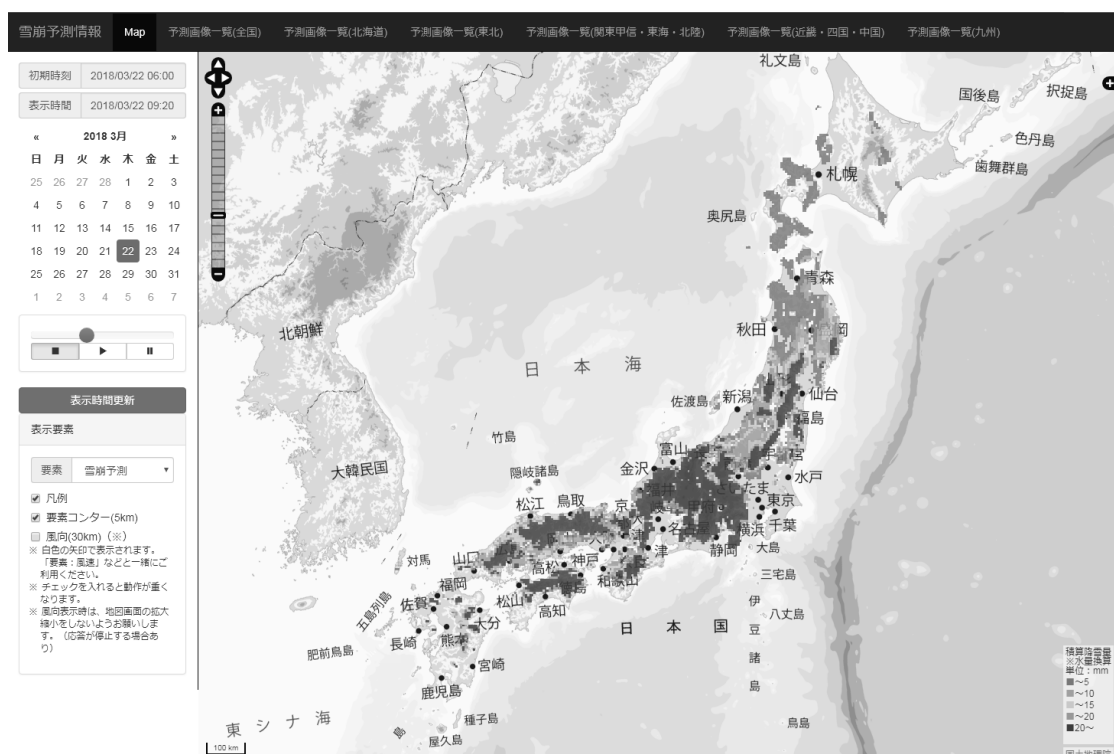 雪崩予測情報 Map 予測画像一覧(全国) 予測画像一覧(北海道) 予測画像一覧(東北) 予測画像一覧(関東甲信・東海・北陸) 予測画像一覧(近畿・四国・中国) 予測画像一覧(九州)
初期時刻 2018/03/22 06:00
表示時間 2018/03/22 09:20
« 2018 3月 »
日 月 火 水 木 金 土
25 26 27 28 1 2 3
4 5 6 7 8 9 10
11 12 13 14 15 16 17
18 19 20 21 22 23 24
25 26 27 28 29 30 31
1 2 3 4 5 6 7
表示時間更新
表示要素
要素 雪崩予測
凡例
要素コンター(5km)
風向(30km)(※)
※ 白色の矢印で表示されます。
「要素:風速」などと一緒にご
利用ください。
※ チェックを入れると動作が重く
なります。
※ 風向表示時は、地図画面の拡大
縮小をしないようお願いしま
す。(応答が停止する場合あ
り)
礼文島
国後島
択捉島
色丹島
歯舞群島
札幌
奥尻島
青森
北朝鮮
秋田
日本海
佐渡島
新潟
仙台
福島
竹島
富山
金沢
水戸
大韓民国
隠岐諸島
さいたま
東京
松江
鳥取
名古屋
横浜
千葉
対馬
山口
津
静岡
大島
福岡
高松
神戸
和歌山
三宅島
佐賀
松山
徳島
高知
五島列島
大分
伊豆諸島
八丈島
長崎
熊本
日本国
肥前鳥島
宮崎
鹿児島
東シナ海
種子島
鳥島
屋久島
100 km
積算降雪量
※水量換算
単位:mm
~5
~10
~15
~20
20~